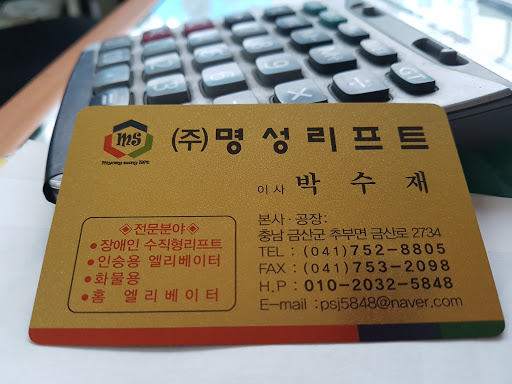 ms
Myung sung lift
(주)명성리프트
이사 박수재
◈전문분야◈
• 장애인 수직형리프트
• 인승용 엘리베이터
• 화물용
• 홈 엘리베이터
본사·공장:
충남 금산군 추부면 금산로 2734
TEL : (041)752-8805
FAX : (041)753-2098
H.P : 010-2032-5848
E-mail :psj5848@naver.com